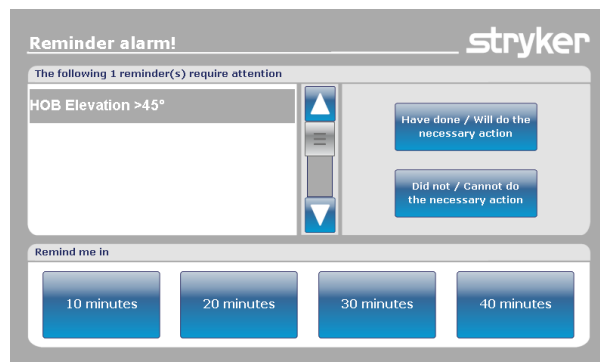 Reminder alarm!
stryker
The following 1 reminder(s) require attention
HOB Elevation >45°
Have done / Will do the
necessary action
Did not / Cannot do
the necessary action
Remind me in
10 minutes
20 minutes
30 minutes
40 minutes